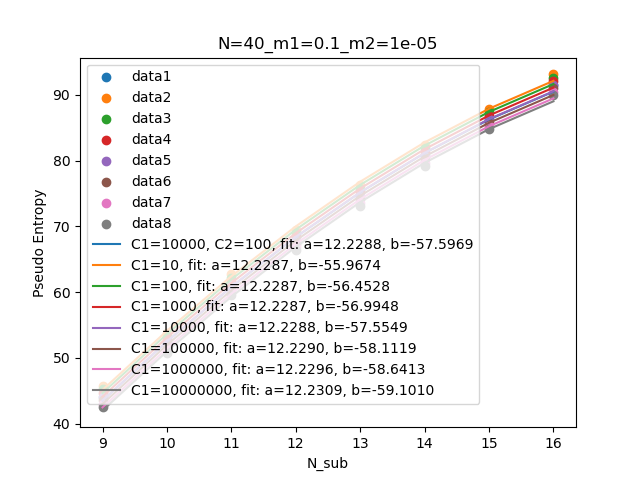 N=40_m1=0.1_m2=1e-05
data1
data2
data3
data4
data5
data6
data7
data8
C1=10000, C2=100, fit: a=12.2288, b=-57.5969
C1=10, fit: a=12.2287, b=-55.9674
C1=100, fit: a=12.2287, b=-56.4528
C1=1000, fit: a=12.2287, b=-56.9948
C1=10000, fit: a=12.2288, b=-57.5549
C1=100000, fit: a=12.2290, b=-58.1119
C1=1000000, fit: a=12.2296, b=-58.6413
C1=10000000, fit: a=12.2309, b=-59.1010
Pseudo Entropy
90
80
70
60
50
40
9 10 11 12 13 14 15 16
N_sub